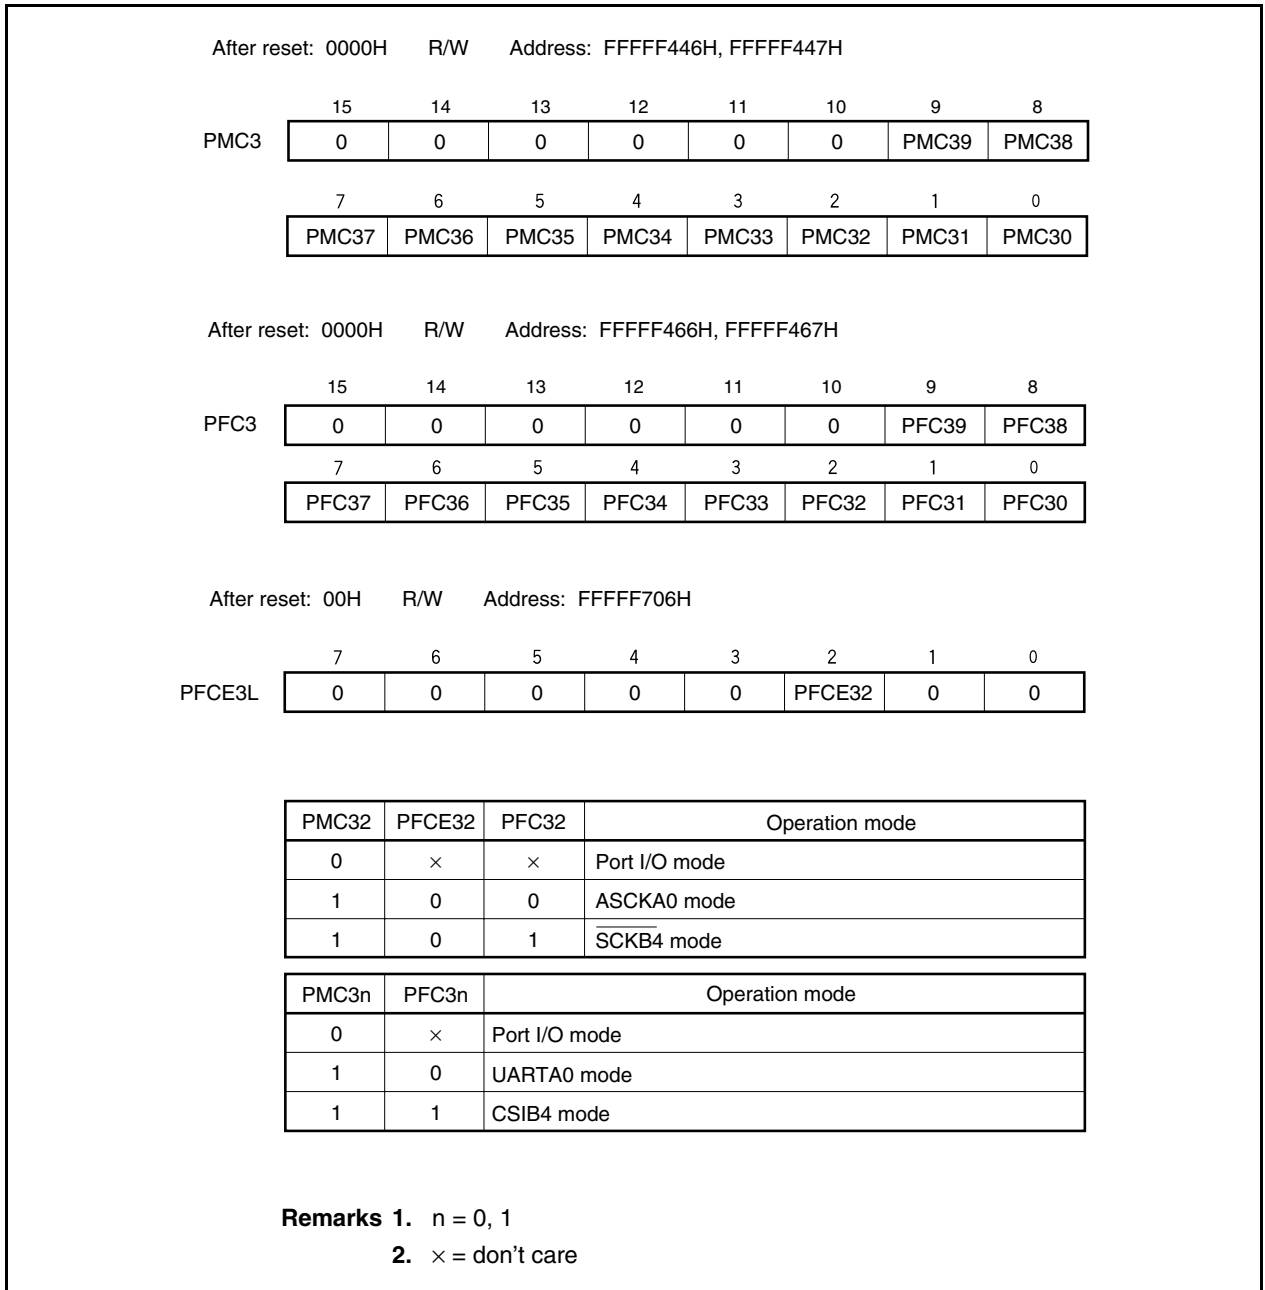 After reset: 0000H R/W Address: FFFFF446H, FFFFF447H
15 14 13 12 11 10 9 8
PMC3 0 0 0 0 0 0 PMC39 PMC38
7 6 5 4 3 2 1 0
PMC37 PMC36 PMC35 PMC34 PMC33 PMC32 PMC31 PMC30
After reset: 0000H R/W Address: FFFFF466H, FFFFF467H
15 14 13 12 11 10 9 8
PFC3 0 0 0 0 0 0 PFC39 PFC38
7 6 5 4 3 2 1 0
PFC37 PFC36 PFC35 PFC34 PFC33 PFC32 PFC31 PFC30
After reset: 00H R/W Address: FFFFF706H
7 6 5 4 3 2 1 0
PFCE3L 0 0 0 0 0 PFCE32 0 0
PMC32 PFCE32 PFC32 Operation mode
0 × × Port I/O mode
1 0 0 ASCKA0 mode
1 0 1 S̅C̅K̅B̅4̅ mode
PMC3n PFC3n Operation mode
0 × Port I/O mode
1 0 UARTA0 mode
1 1 CSIB4 mode
Remarks 1. n = 0, 1
2. × = don't care